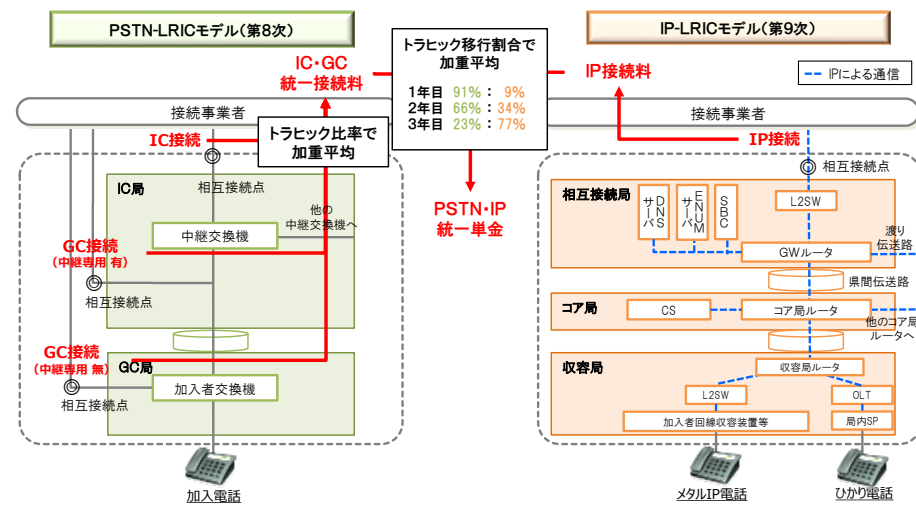 PSTN-LRICモデル(第8次)
IP-LRICモデル(第9次)
トラヒック移行割合で
加重平均
1年目 91% : 9%
2年目 66% : 34%
3年目 23% : 77%
IC・GC
統一接続料
IP接続料
IPによる通信
接続事業者
接続事業者
IC接続
トラヒック比率で
加重平均
IP接続
PSTN・IP
統一単金
IC局
相互接続点
中継交換機
他の
中継交換機へ
GC接続
(中継専用 有)
相互接続点
GC接続
(中継専用 無)
GC局
加入者交換機
相互接続点
加入電話
相互接続点
相互接続局
DNS
サーバ
ENUM
サーバ
SBC
L2SW
GWルータ
渡り
伝送路
県間伝送路
コア局
CS
コア局ルータ
他のコア局
ルータへ
収容局
収容局ルータ
L2SW
OLT
加入者回線収容装置等
局内SP
メタルIP電話
ひかり電話